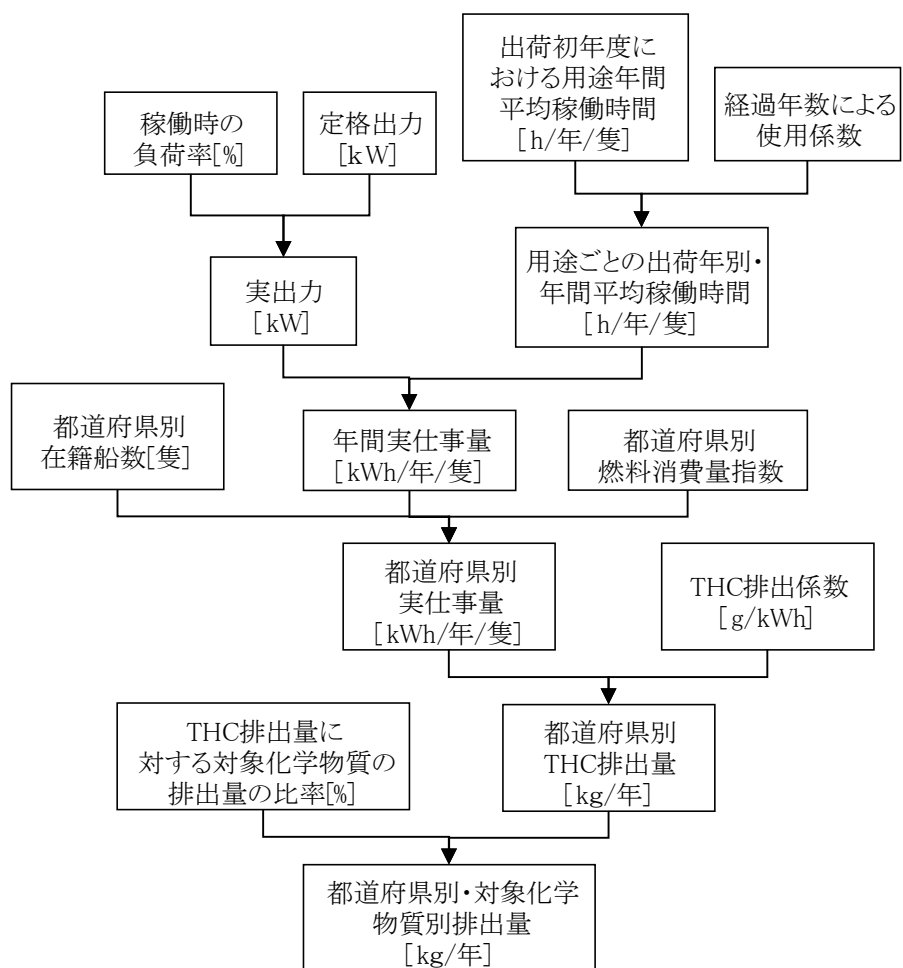 出荷初年度に
おける用途年間
平均稼働時間
[h/年/隻]
稼働時の
負荷率[%]
定格出力
[kW]
経過年数による
使用係数
実出力
[kW]
用途ごとの出荷年別・
年間平均稼働時間
[h/年/隻]
都道府県別
在籍船数[隻]
年間実仕事量
[kWh/年/隻]
都道府県別
燃料消費量指数
都道府県別
実仕事量
[kWh/年/隻]
THC排出係数
[g/kWh]
THC排出量に
対する対象化学物質の
排出量の比率[%]
都道府県別
THC排出量
[kg/年]
都道府県別・対象化学
物質別排出量
[kg/年]